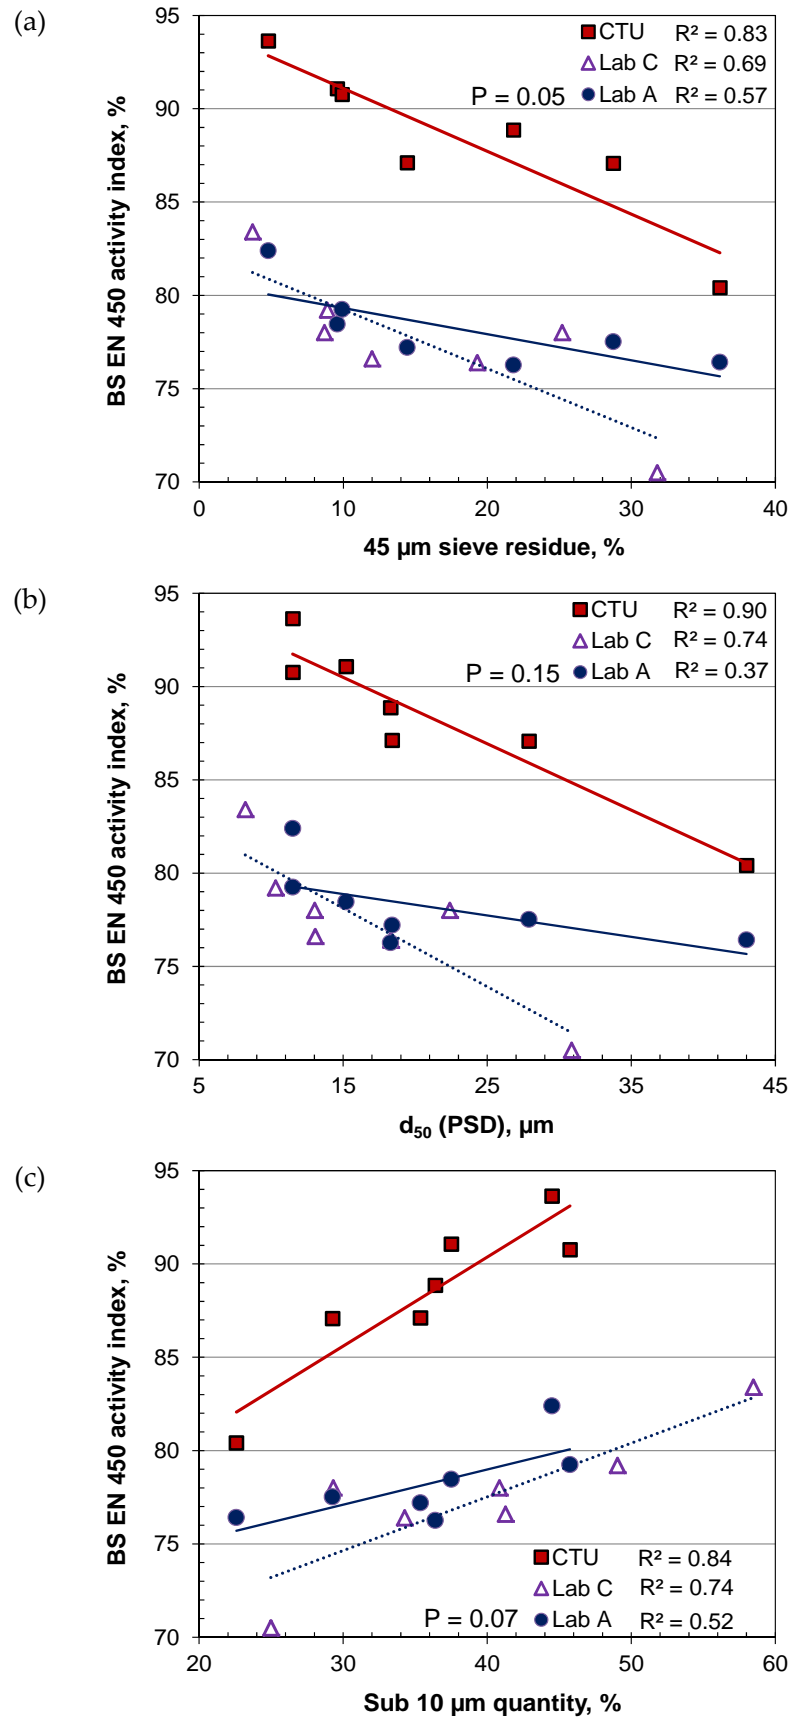 (a)
BS EN 450 activity index, %
95
90
85
80
75
70
CTU R² = 0.83
Lab C R² = 0.69
P = 0.05 Lab A R² = 0.57
0 10 20 30 40
45 µm sieve residue, %
(b)
BS EN 450 activity index, %
95
90
85
80
75
70
CTU R² = 0.90
Lab C R² = 0.74
P = 0.15 Lab A R² = 0.37
5 15 25 35 45
d₅₀ (PSD), µm
(c)
BS EN 450 activity index, %
95
90
85
80
75
70
CTU R² = 0.84
Lab C R² = 0.74
P = 0.07 Lab A R² = 0.52
20 30 40 50 60
Sub 10 µm quantity, %